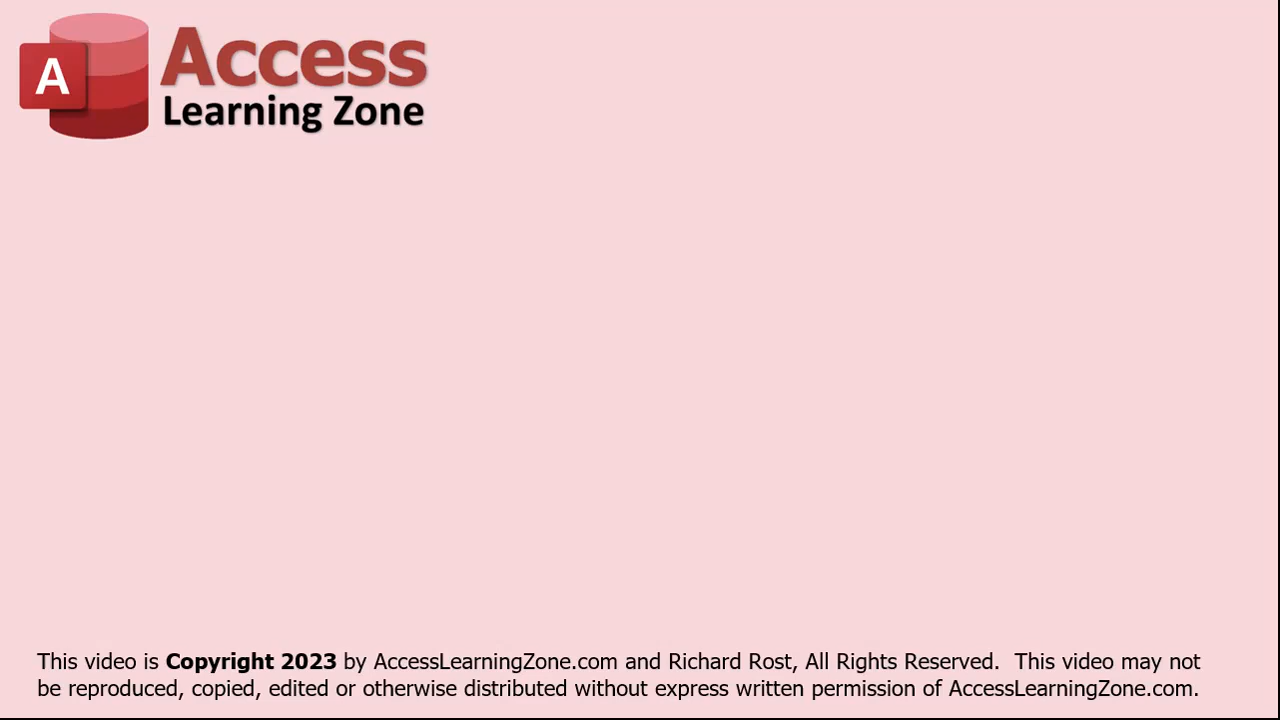 A
Access
Learning Zone
This video is Copyright 2023 by AccessLearningZone.com and Richard Rost, All Rights Reserved.  This video may not
be reproduced, copied, edited or otherwise distributed without express written permission of AccessLearningZone.com.